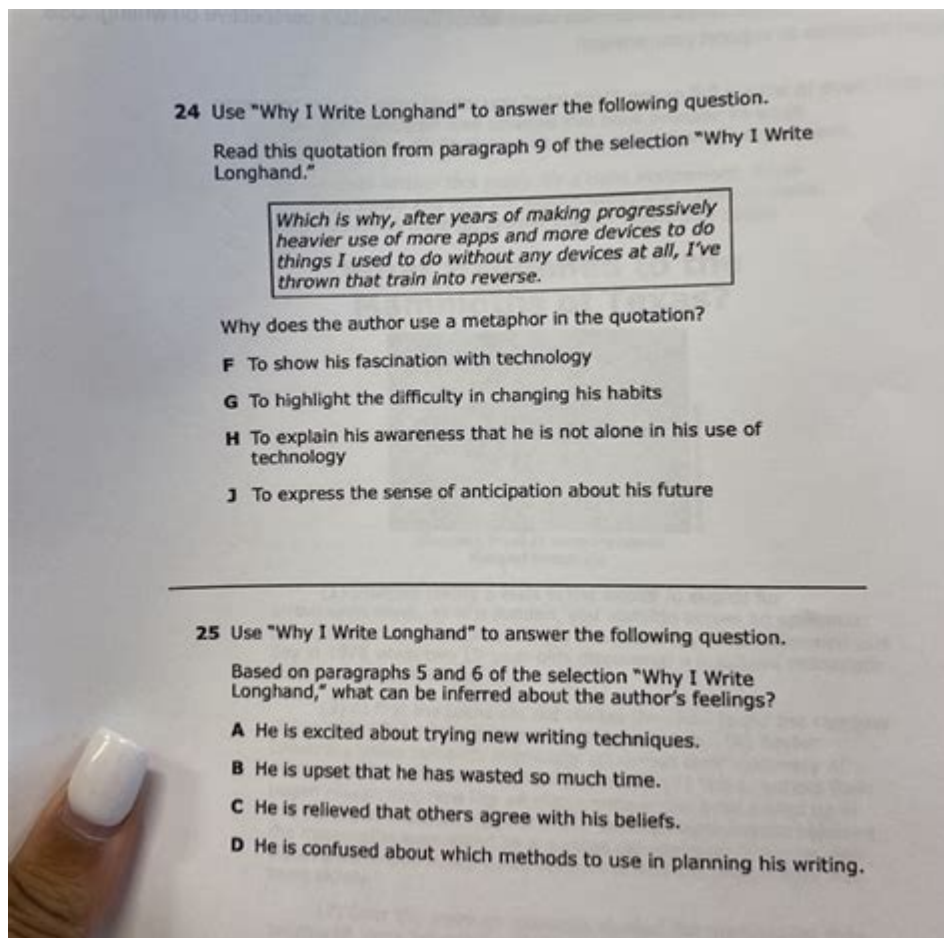 24 Use "Why I Write Longhand" to answer the following question.
Read this quotation from paragraph 9 of the selection "Why I Write
Longhand."
Which is why, after years of making progressively
heavier use of more apps and more devices to do
things I used to do without any devices at all, I've
thrown that train into reverse.
Why does the author use a metaphor in the quotation?
F To show his fascination with technology
G To highlight the difficulty in changing his habits
H To explain his awareness that he is not alone in his use of
technology
J To express the sense of anticipation about his future
25 Use "Why I Write Longhand" to answer the following question.
Based on paragraphs 5 and 6 of the selection "Why I Write
Longhand," what can be inferred about the author's feelings?
A He is excited about trying new writing techniques.
B He is upset that he has wasted so much time.
C He is relieved that others agree with his beliefs.
D He is confused about which methods to use in planning his writing.